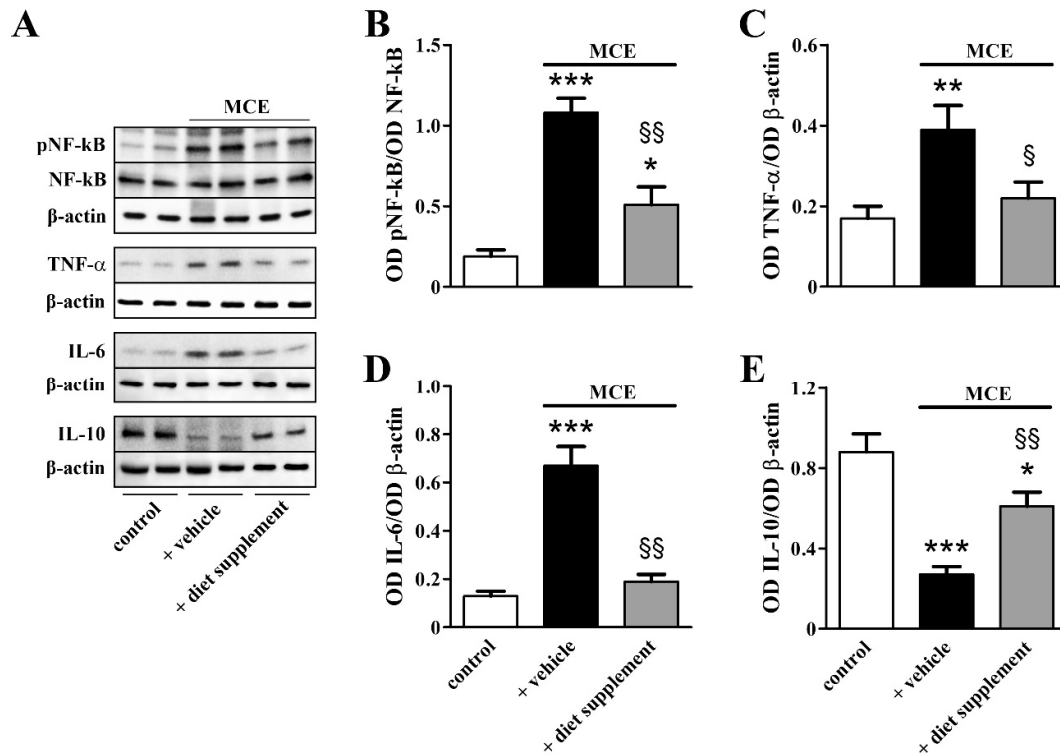 A
MCE
pNF-kB
NF-kB
β-actin
TNF-α
β-actin
IL-6
β-actin
IL-10
β-actin
control
+ vehicle
+ diet supplement
B
OD pNF-kB/OD NF-kB
1.5
1.0
0.5
0
MCE
***
§§
*
C
OD TNF-α/OD β-actin
0.6
0.4
0.2
0
MCE
**
§
D
OD IL-6/OD β-actin
0.8
0.6
0.4
0.2
0
MCE
***
§§
control
+ vehicle
+ diet supplement
E
OD IL-10/OD β-actin
1.2
0.8
0.4
0
MCE
***
§§
*
control
+ vehicle
+ diet supplement